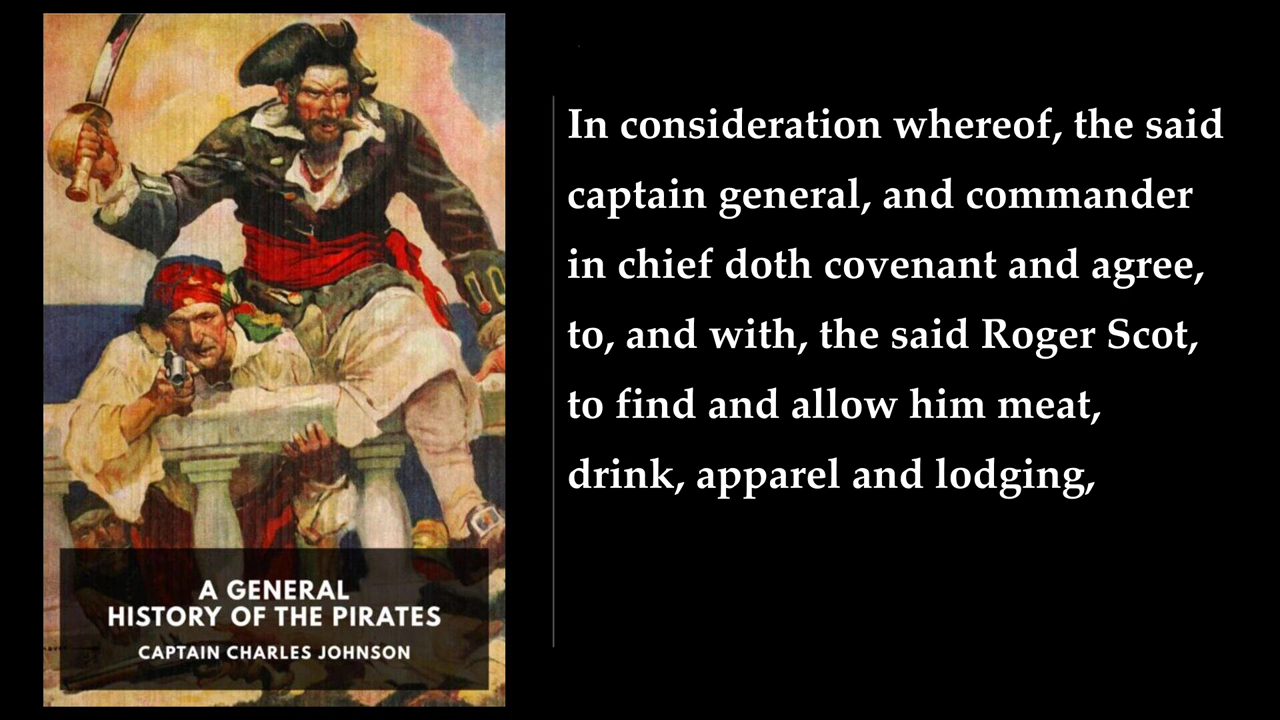 A GENERAL
HISTORY OF THE PIRATES
CAPTAIN CHARLES JOHNSON
In consideration whereof, the said
captain general, and commander
in chief doth covenant and agree,
to, and with, the said Roger Scot,
to find and allow him meat,
drink, apparel and lodging,